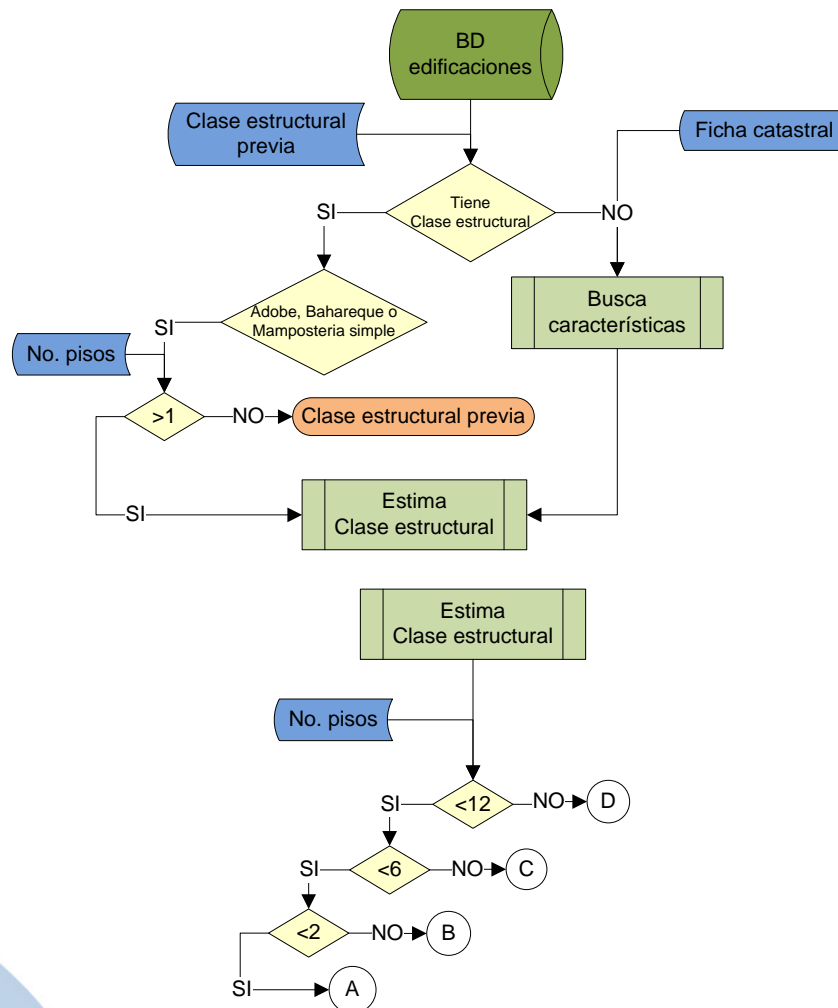 BD
edificaciones
Clase estructural
previa
Ficha catastral
Tiene
Clase estructural
SI
NO
Adobe, Bahareque o
Mamposteria simple
Busca
características
SI
No. pisos
>1
NO
Clase estructural previa
SI
Estima
Clase estructural
Estima
Clase estructural
No. pisos
<12
NO
D
SI
<6
NO
C
SI
<2
NO
B
SI
A